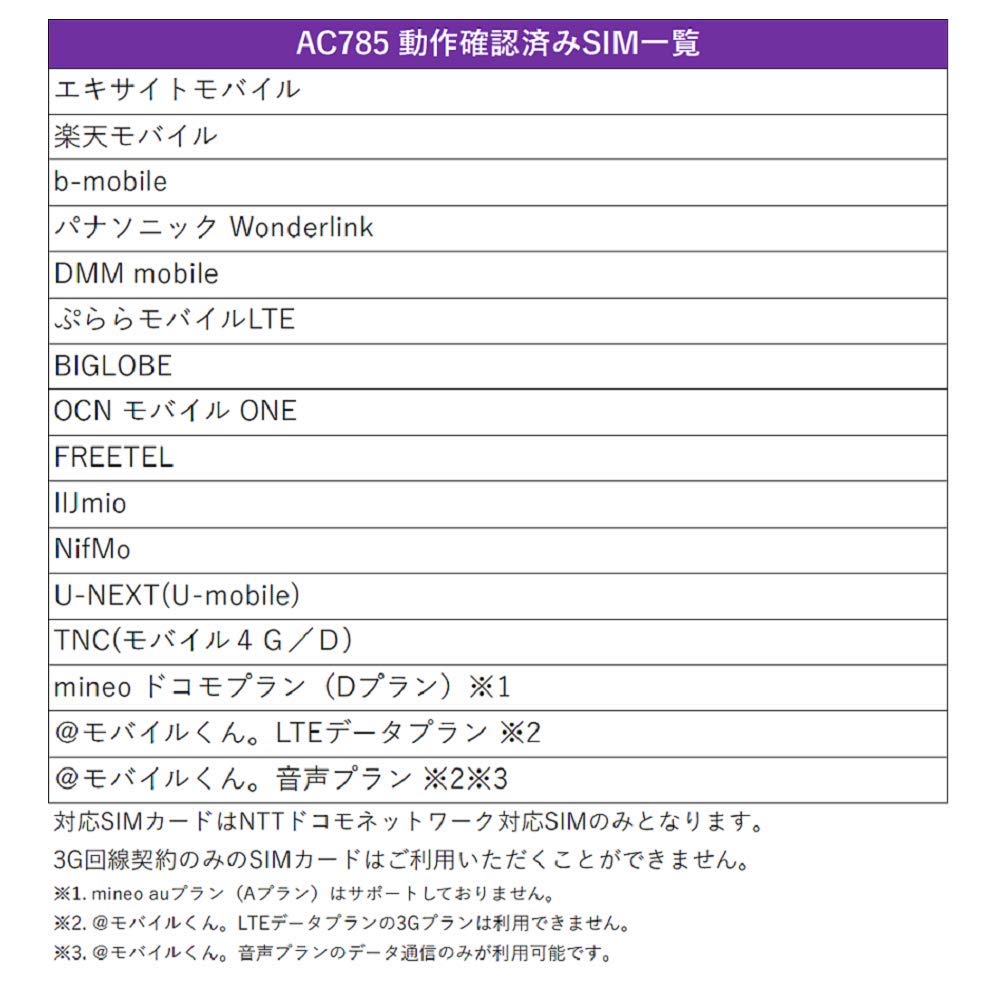 AC785 動作確認済みSIM一覧
エキサイトモバイル
楽天モバイル
b-mobile
パナソニック Wonderlink
DMM mobile
ぷららモバイルLTE
BIGLOBE
OCN モバイル ONE
FREETEL
IIJmio
NifMo
U-NEXT(U-mobile)
TNC(モバイル４Ｇ／Ｄ)
mineo ドコモプラン（Dプラン）※1
@モバイルくん。LTEデータプラン ※2
@モバイルくん。音声プラン ※2※3
対応SIMカードはNTTドコモネットワーク対応SIMのみとなります。
3G回線契約のみのSIMカードはご利用いただくことができません。
※1. mineo auプラン（Aプラン）はサポートしておりません。
※2. @モバイルくん。LTEデータプランの3Gプランは利用できません。
※3. @モバイルくん。音声プランのデータ通信のみが利用可能です。